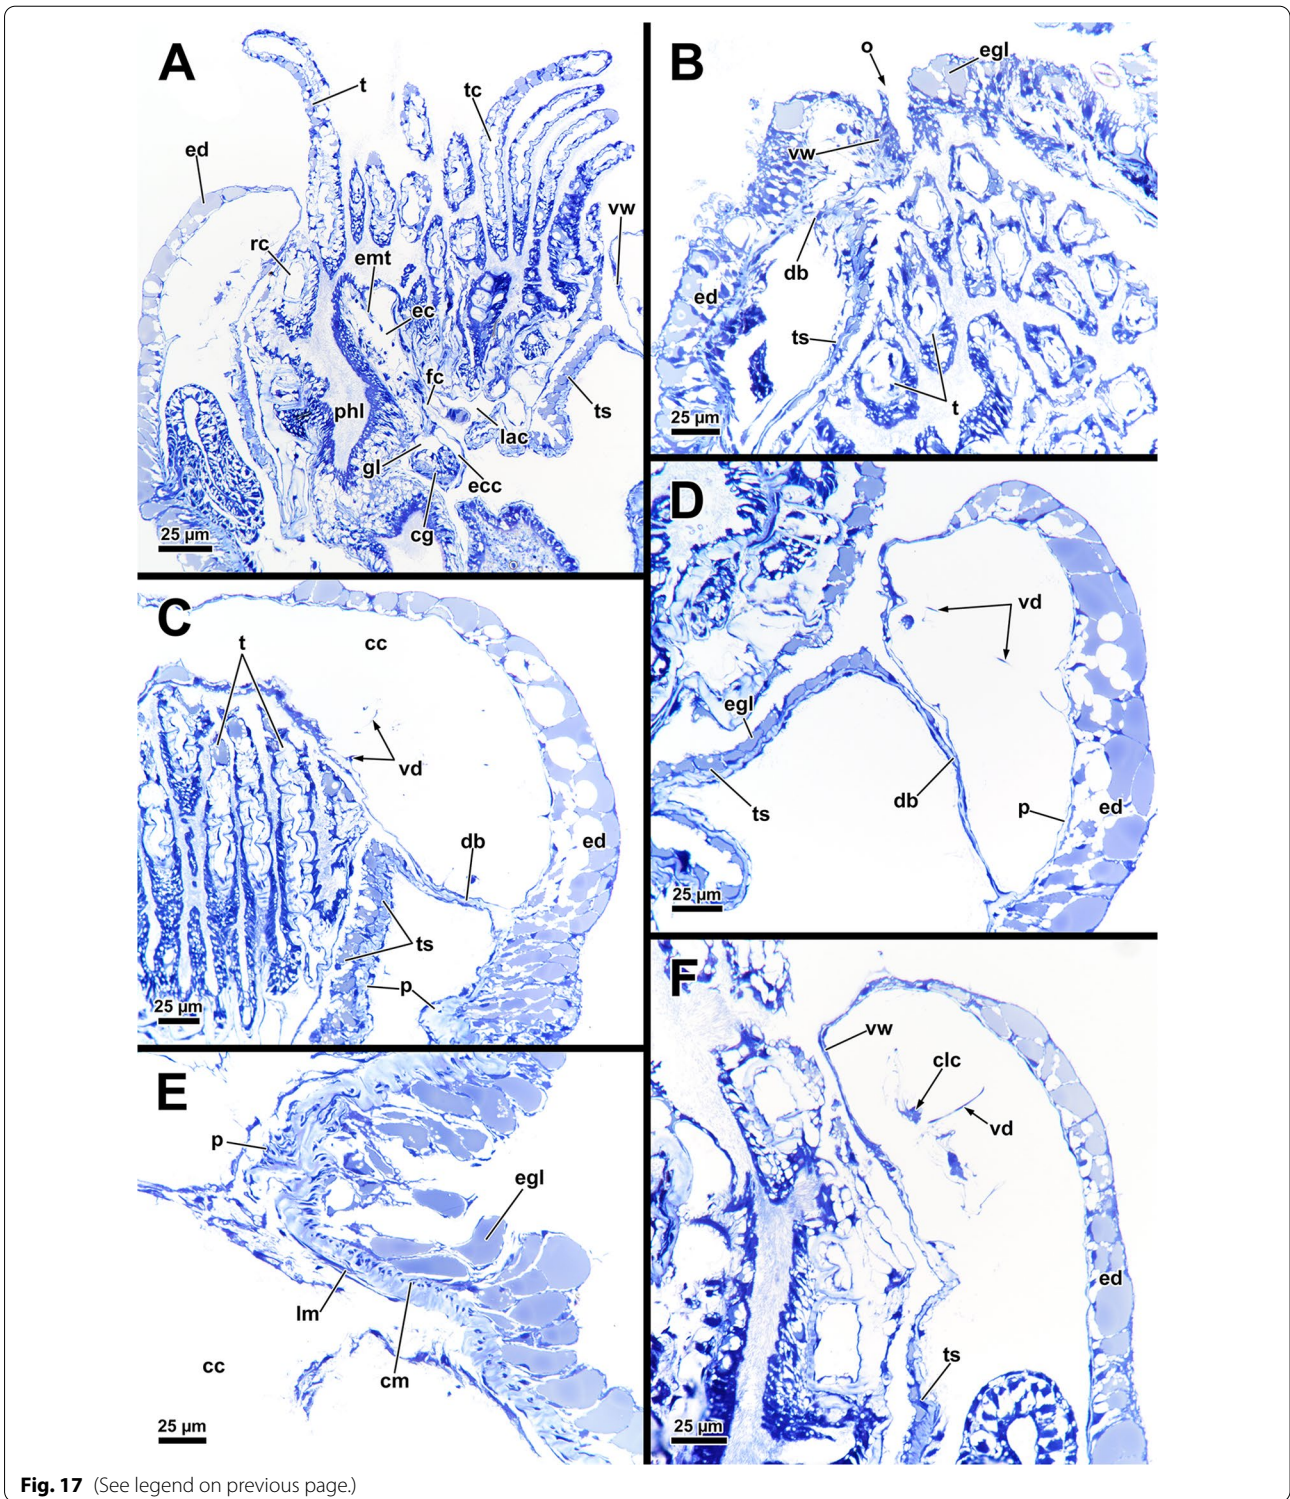 A
t
tc
ed
vw
rc
emt
ec
fc
phl
ts
lac
gl
ecc
cg
25 µm
B
o
egl
vw
db
ed
ts
t
25 µm
C
t
cc
vd
db
ed
ts
p
25 µm
D
vd
egl
db
ts
p
ed
25 µm
E
p
egl
lm
cm
cc
25 µm
F
vw
clc
vd
ed
ts
25 µm
Fig. 17 (See legend on previous page.)